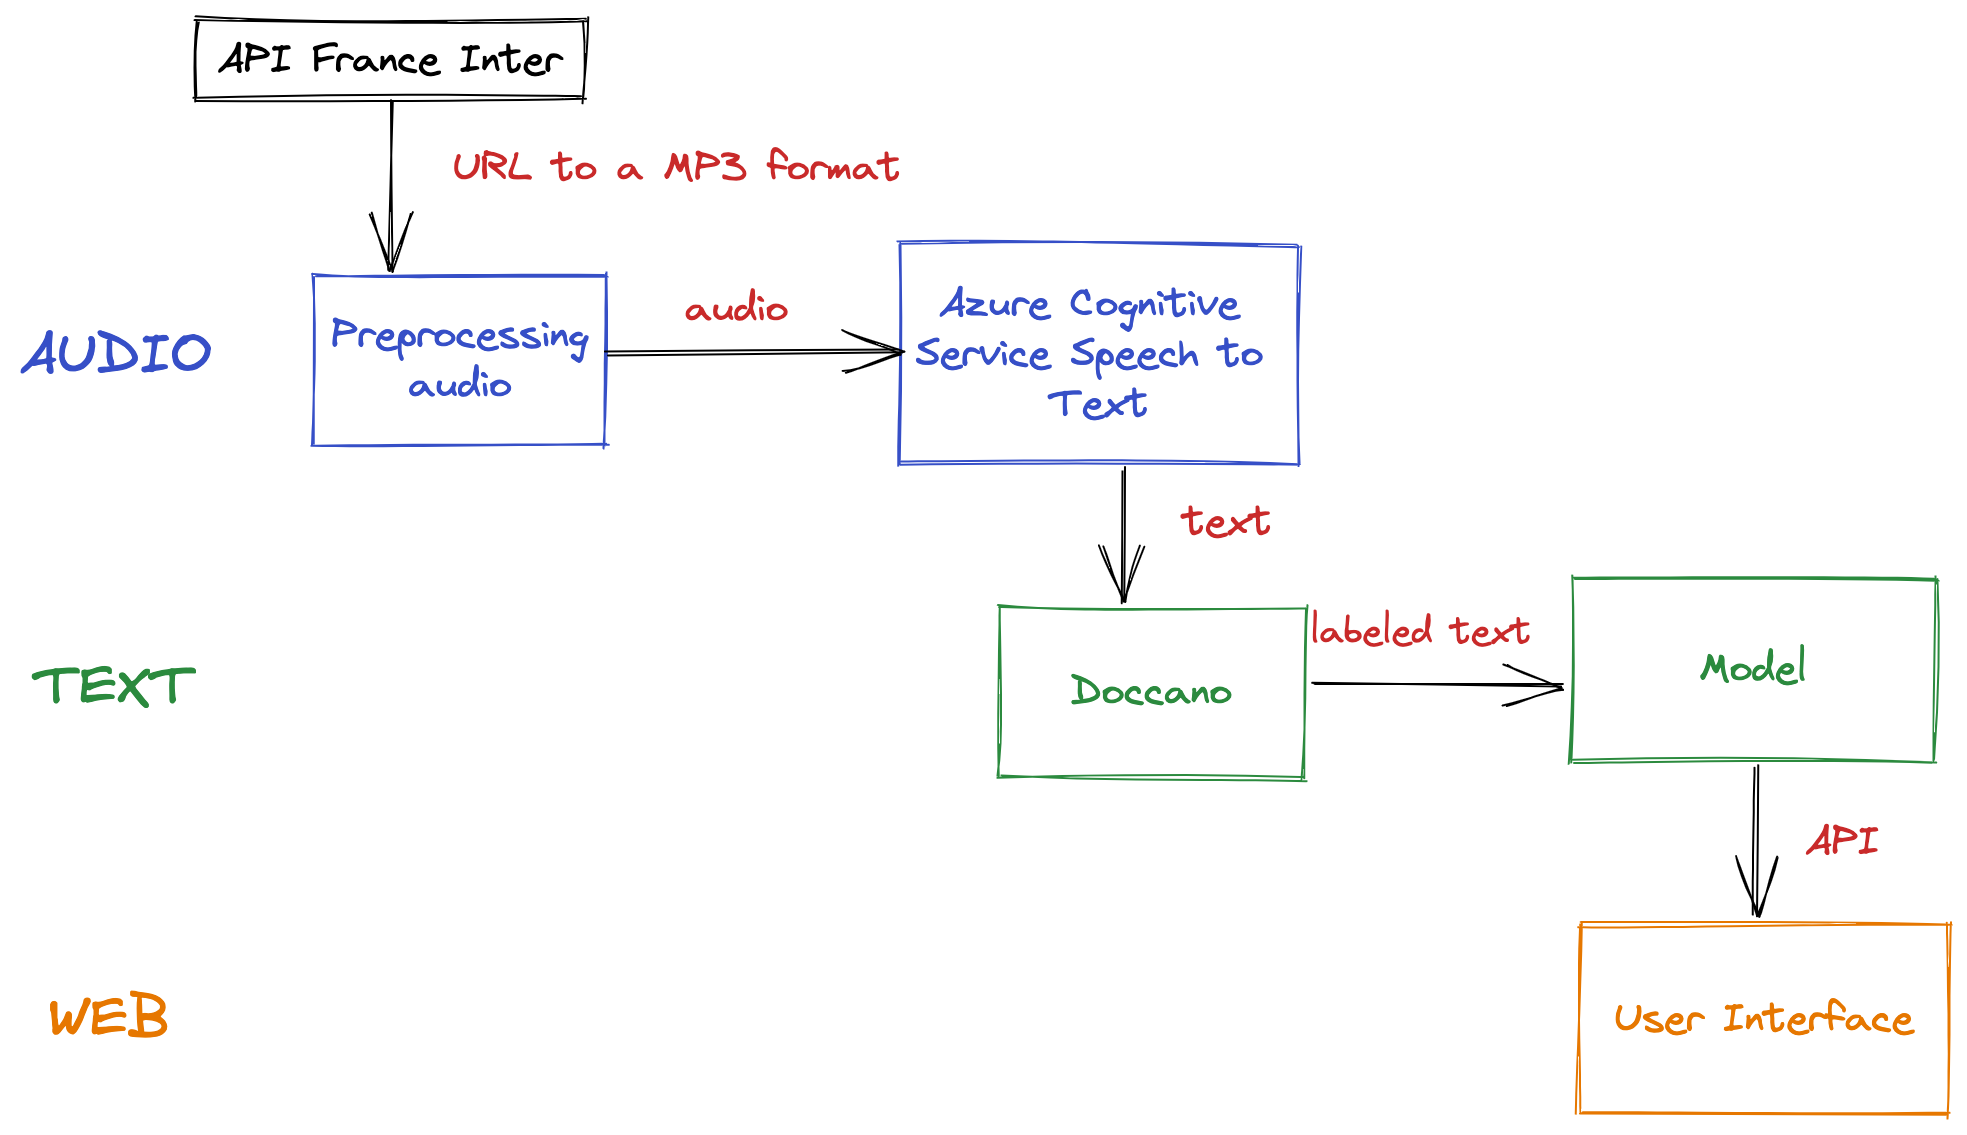 API France Inter
URL to a MP3 format
AUDIO
Preprocessing
audio
audio
Azure Cognitive
Service Speech to
Text
text
TEXT
Doccano
labeled text
Model
API
WEB
User Interface